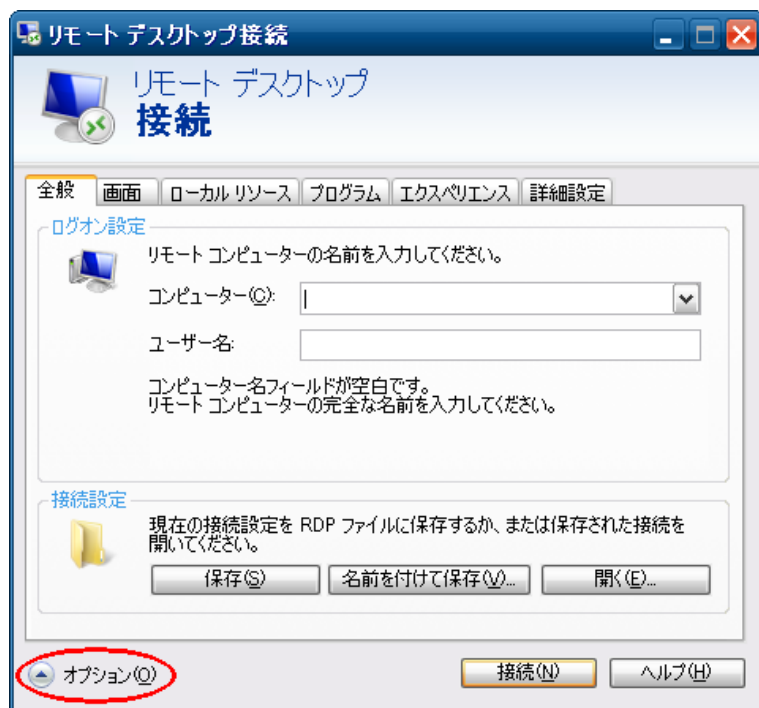 リモート デスクトップ接続
リモート デスクトップ
接続
全般 画面 ローカル リソース プログラム エクスペリエンス 詳細設定
ログオン設定
リモート コンピューターの名前を入力してください。
コンピューター(C):
ユーザー名:
コンピューター名フィールドが空白です。
リモート コンピューターの完全な名前を入力してください。
接続設定
現在の接続設定を RDP ファイルに保存するか、または保存された接続を
開いてください。
保存(S) 名前を付けて保存(V)... 開く(E)...
オプション(O) 接続(N) ヘルプ(H)